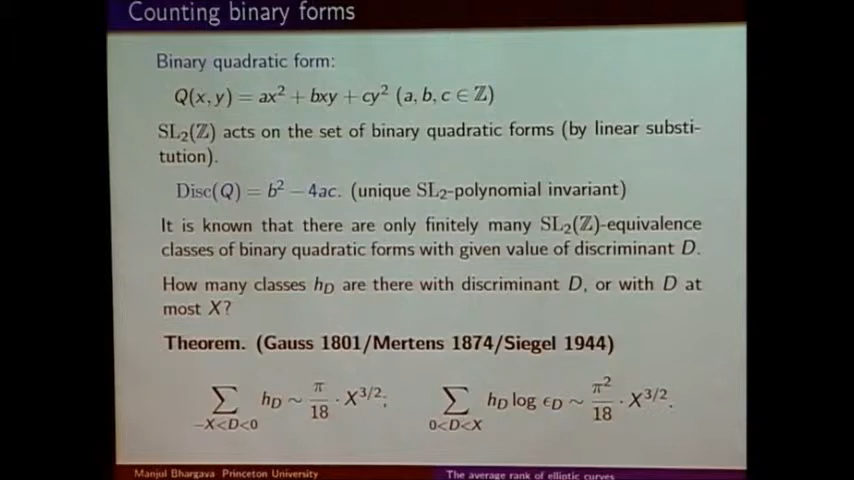 Counting binary forms
Binary quadratic form:
Q(x, y) = ax² + bxy + cy² (a, b, c ∈ ℤ)
SL₂(ℤ) acts on the set of binary quadratic forms (by linear substi-
tution).
Disc(Q) = b² − 4ac. (unique SL₂-polynomial invariant)
It is known that there are only finitely many SL₂(ℤ)-equivalence
classes of binary quadratic forms with given value of discriminant D.
How many classes h_D are there with discriminant D, or with D at
most X?
Theorem. (Gauss 1801/Mertens 1874/Siegel 1944)
∑_{−X<D<0} h_D ∼ π/18 · X^{3/2}; ∑_{0<D<X} h_D log ϵ_D ∼ π²/18 · X^{3/2}.
Manjul Bhargava Princeton University The average rank of elliptic curves